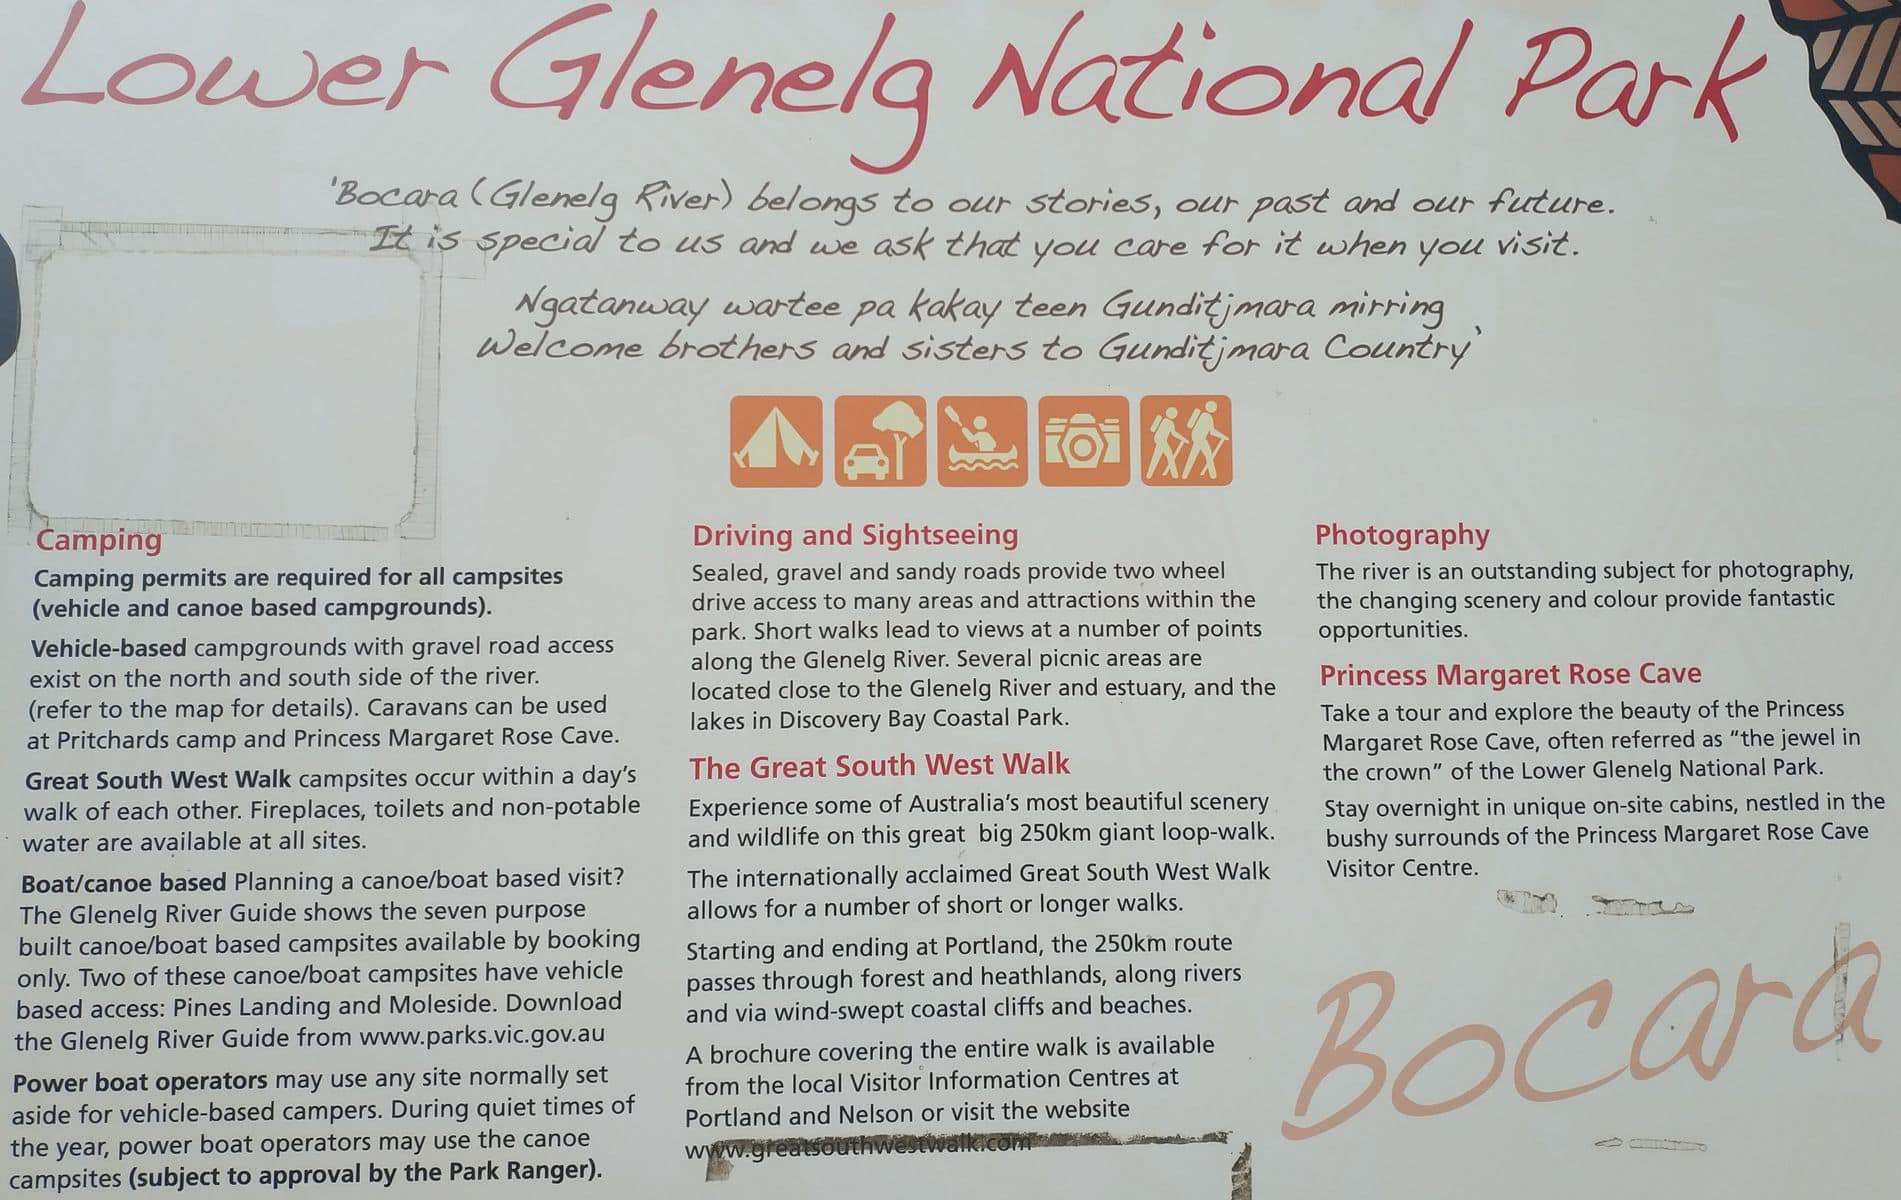 Lower Glenelg National Park
'Bocara (Glenelg River) belongs to our stories, our past and our future.
It is special to us and we ask that you care for it when you visit.
Ngatanway wartee pa kakay teen Gunditjmara mirring
Welcome brothers and sisters to Gunditjmara Country'
Camping
Camping permits are required for all campsites
(vehicle and canoe based campgrounds).
Vehicle-based campgrounds with gravel road access
exist on the north and south side of the river.
(refer to the map for details). Caravans can be used
at Pritchards camp and Princess Margaret Rose Cave.
Great South West Walk campsites occur within a day's
walk of each other. Fireplaces, toilets and non-potable
water are available at all sites.
Boat/canoe based Planning a canoe/boat based visit?
The Glenelg River Guide shows the seven purpose
built canoe/boat based campsites available by booking
only. Two of these canoe/boat campsites have vehicle
based access: Pines Landing and Moleside. Download
the Glenelg River Guide from www.parks.vic.gov.au
Power boat operators may use any site normally set
aside for vehicle-based campers. During quiet times of
the year, power boat operators may use the canoe
campsites (subject to approval by the Park Ranger).
Driving and Sightseeing
Sealed, gravel and sandy roads provide two wheel
drive access to many areas and attractions within the
park. Short walks lead to views at a number of points
along the Glenelg River. Several picnic areas are
located close to the Glenelg River and estuary, and the
lakes in Discovery Bay Coastal Park.
The Great South West Walk
Experience some of Australia's most beautiful scenery
and wildlife on this great big 250km giant loop-walk.
The internationally acclaimed Great South West Walk
allows for a number of short or longer walks.
Starting and ending at Portland, the 250km route
passes through forest and heathlands, along rivers
and via wind-swept coastal cliffs and beaches.
A brochure covering the entire walk is available
from the local Visitor Information Centres at
Portland and Nelson or visit the website
www.greatsouthwestwalk.com
Photography
The river is an outstanding subject for photography,
the changing scenery and colour provide fantastic
opportunities.
Princess Margaret Rose Cave
Take a tour and explore the beauty of the Princess
Margaret Rose Cave, often referred as "the jewel in
the crown" of the Lower Glenelg National Park.
Stay overnight in unique on-site cabins, nestled in the
bushy surrounds of the Princess Margaret Rose Cave
Visitor Centre.
Bocara